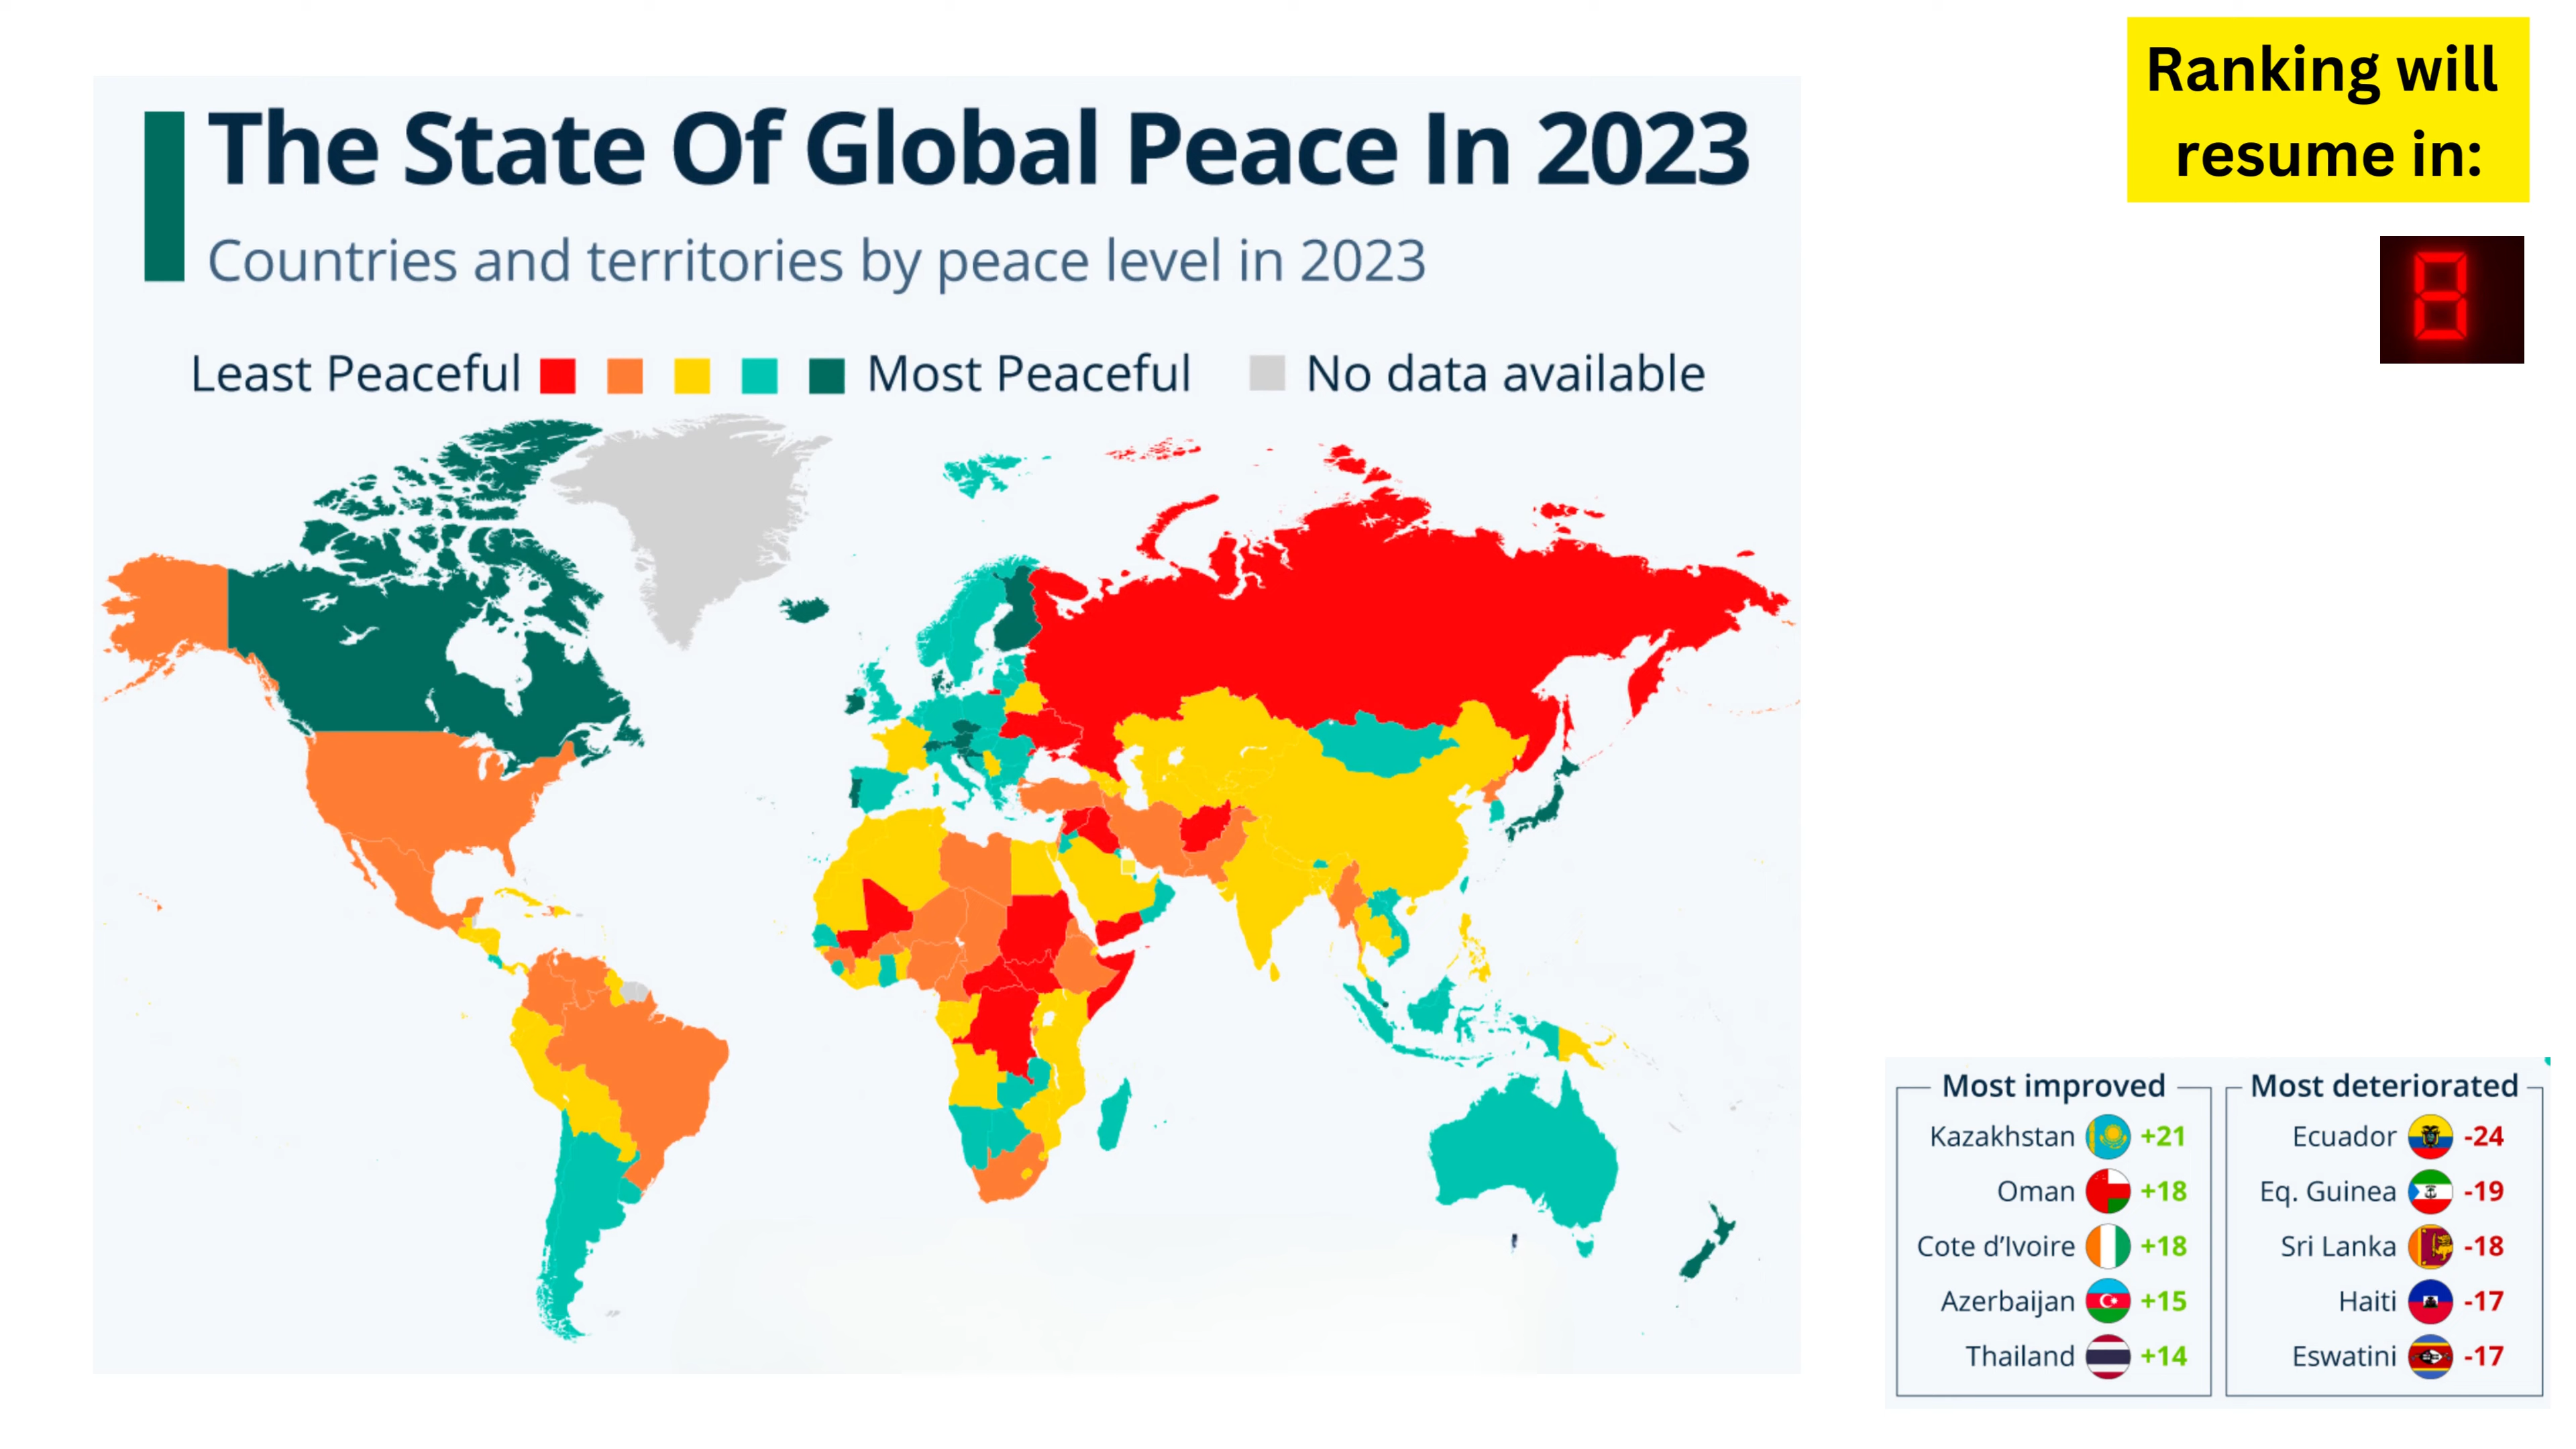 The State Of Global Peace In 2023
Countries and territories by peace level in 2023
Least Peaceful Most Peaceful No data available
Ranking will
resume in:
8
Most improved
Kazakhstan +21
Oman +18
Cote d’Ivoire +18
Azerbaijan +15
Thailand +14
Most deteriorated
Ecuador -24
Eq. Guinea -19
Sri Lanka -18
Haiti -17
Eswatini -17